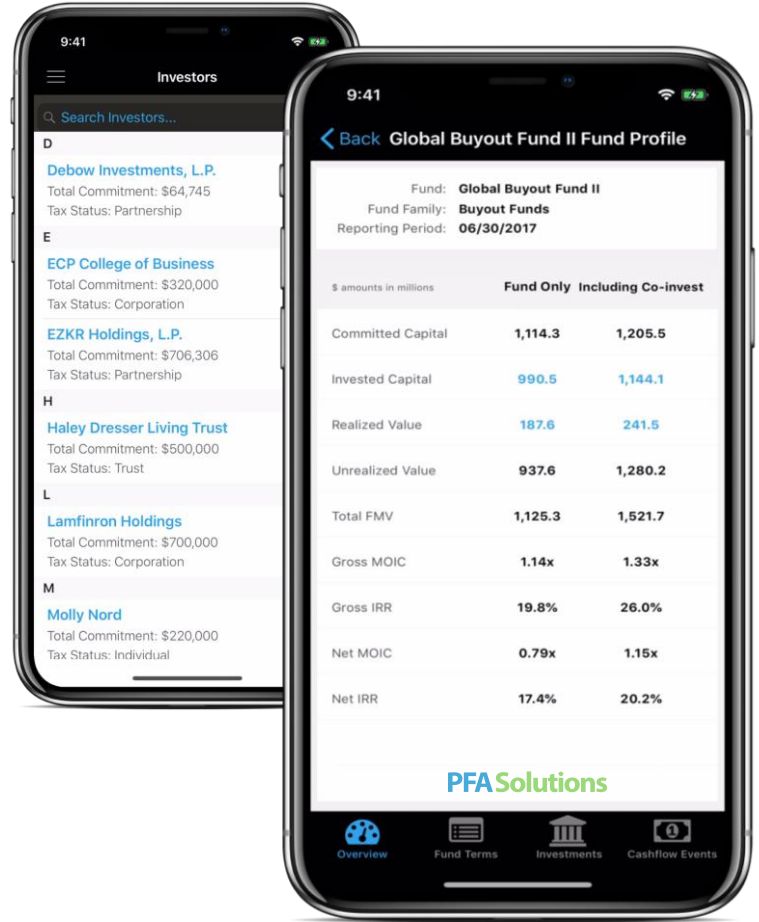 9:41
Investors
Search Investors...
D
Debow Investments, L.P.
Total Commitment: $64,745
Tax Status: Partnership
E
ECP College of Business
Total Commitment: $320,000
Tax Status: Corporation
EZKR Holdings, L.P.
Total Commitment: $706,306
Tax Status: Partnership
H
Haley Dresser Living Trust
Total Commitment: $500,000
Tax Status: Trust
L
Lamfinron Holdings
Total Commitment: $700,000
Tax Status: Corporation
M
Molly Nord
Total Commitment: $220,000
Tax Status: Individual
9:41
Back Global Buyout Fund II Fund Profile
Fund: Global Buyout Fund II
Fund Family: Buyout Funds
Reporting Period: 06/30/2017
$ amounts in millions Fund Only Including Co-invest
Committed Capital 1,114.3 1,205.5
Invested Capital 990.5 1,144.1
Realized Value 187.6 241.5
Unrealized Value 937.6 1,280.2
Total FMV 1,125.3 1,521.7
Gross MOIC 1.14x 1.33x
Gross IRR 19.8% 26.0%
Net MOIC 0.79x 1.15x
Net IRR 17.4% 20.2%
PFA Solutions
Overview Fund Terms Investments Cashflow Events